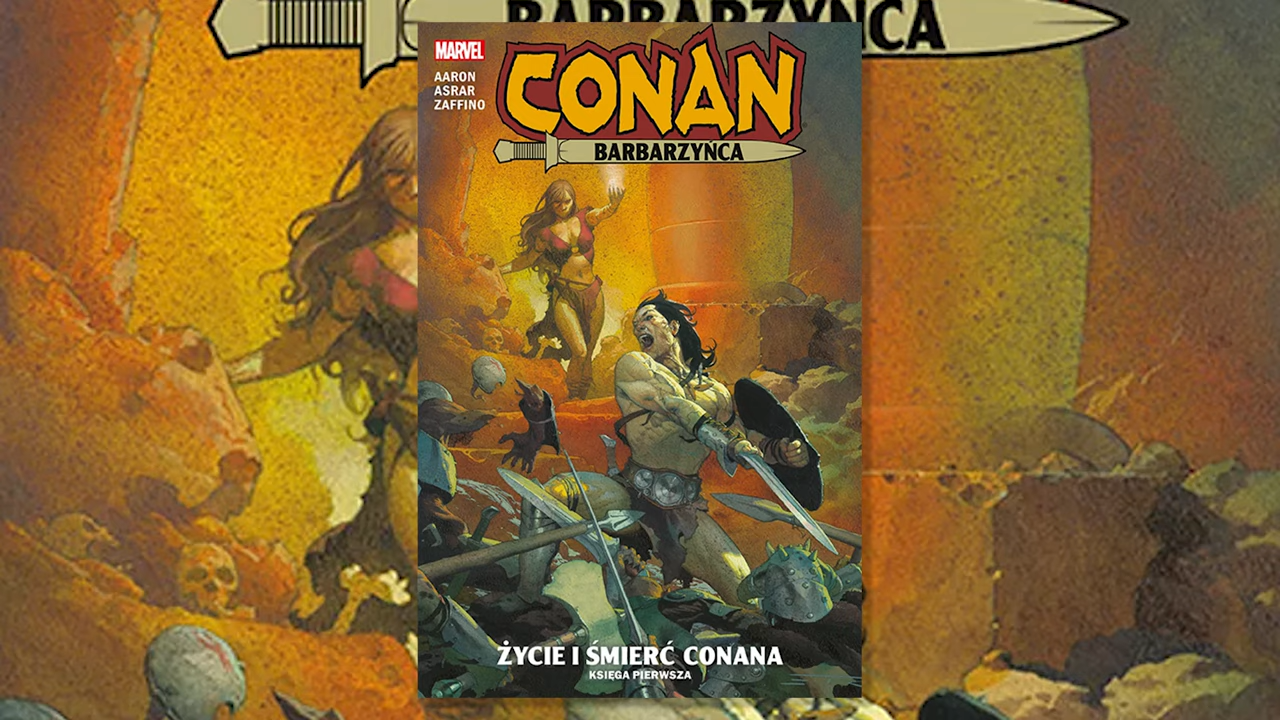 BARBARZYŃCA
MARVEL
AARON
ASRAR
ZAFFINO
CONAN
BARBARZYŃCA
ŻYCIE I ŚMIERĆ CONANA
KSIĘGA PIERWSZA